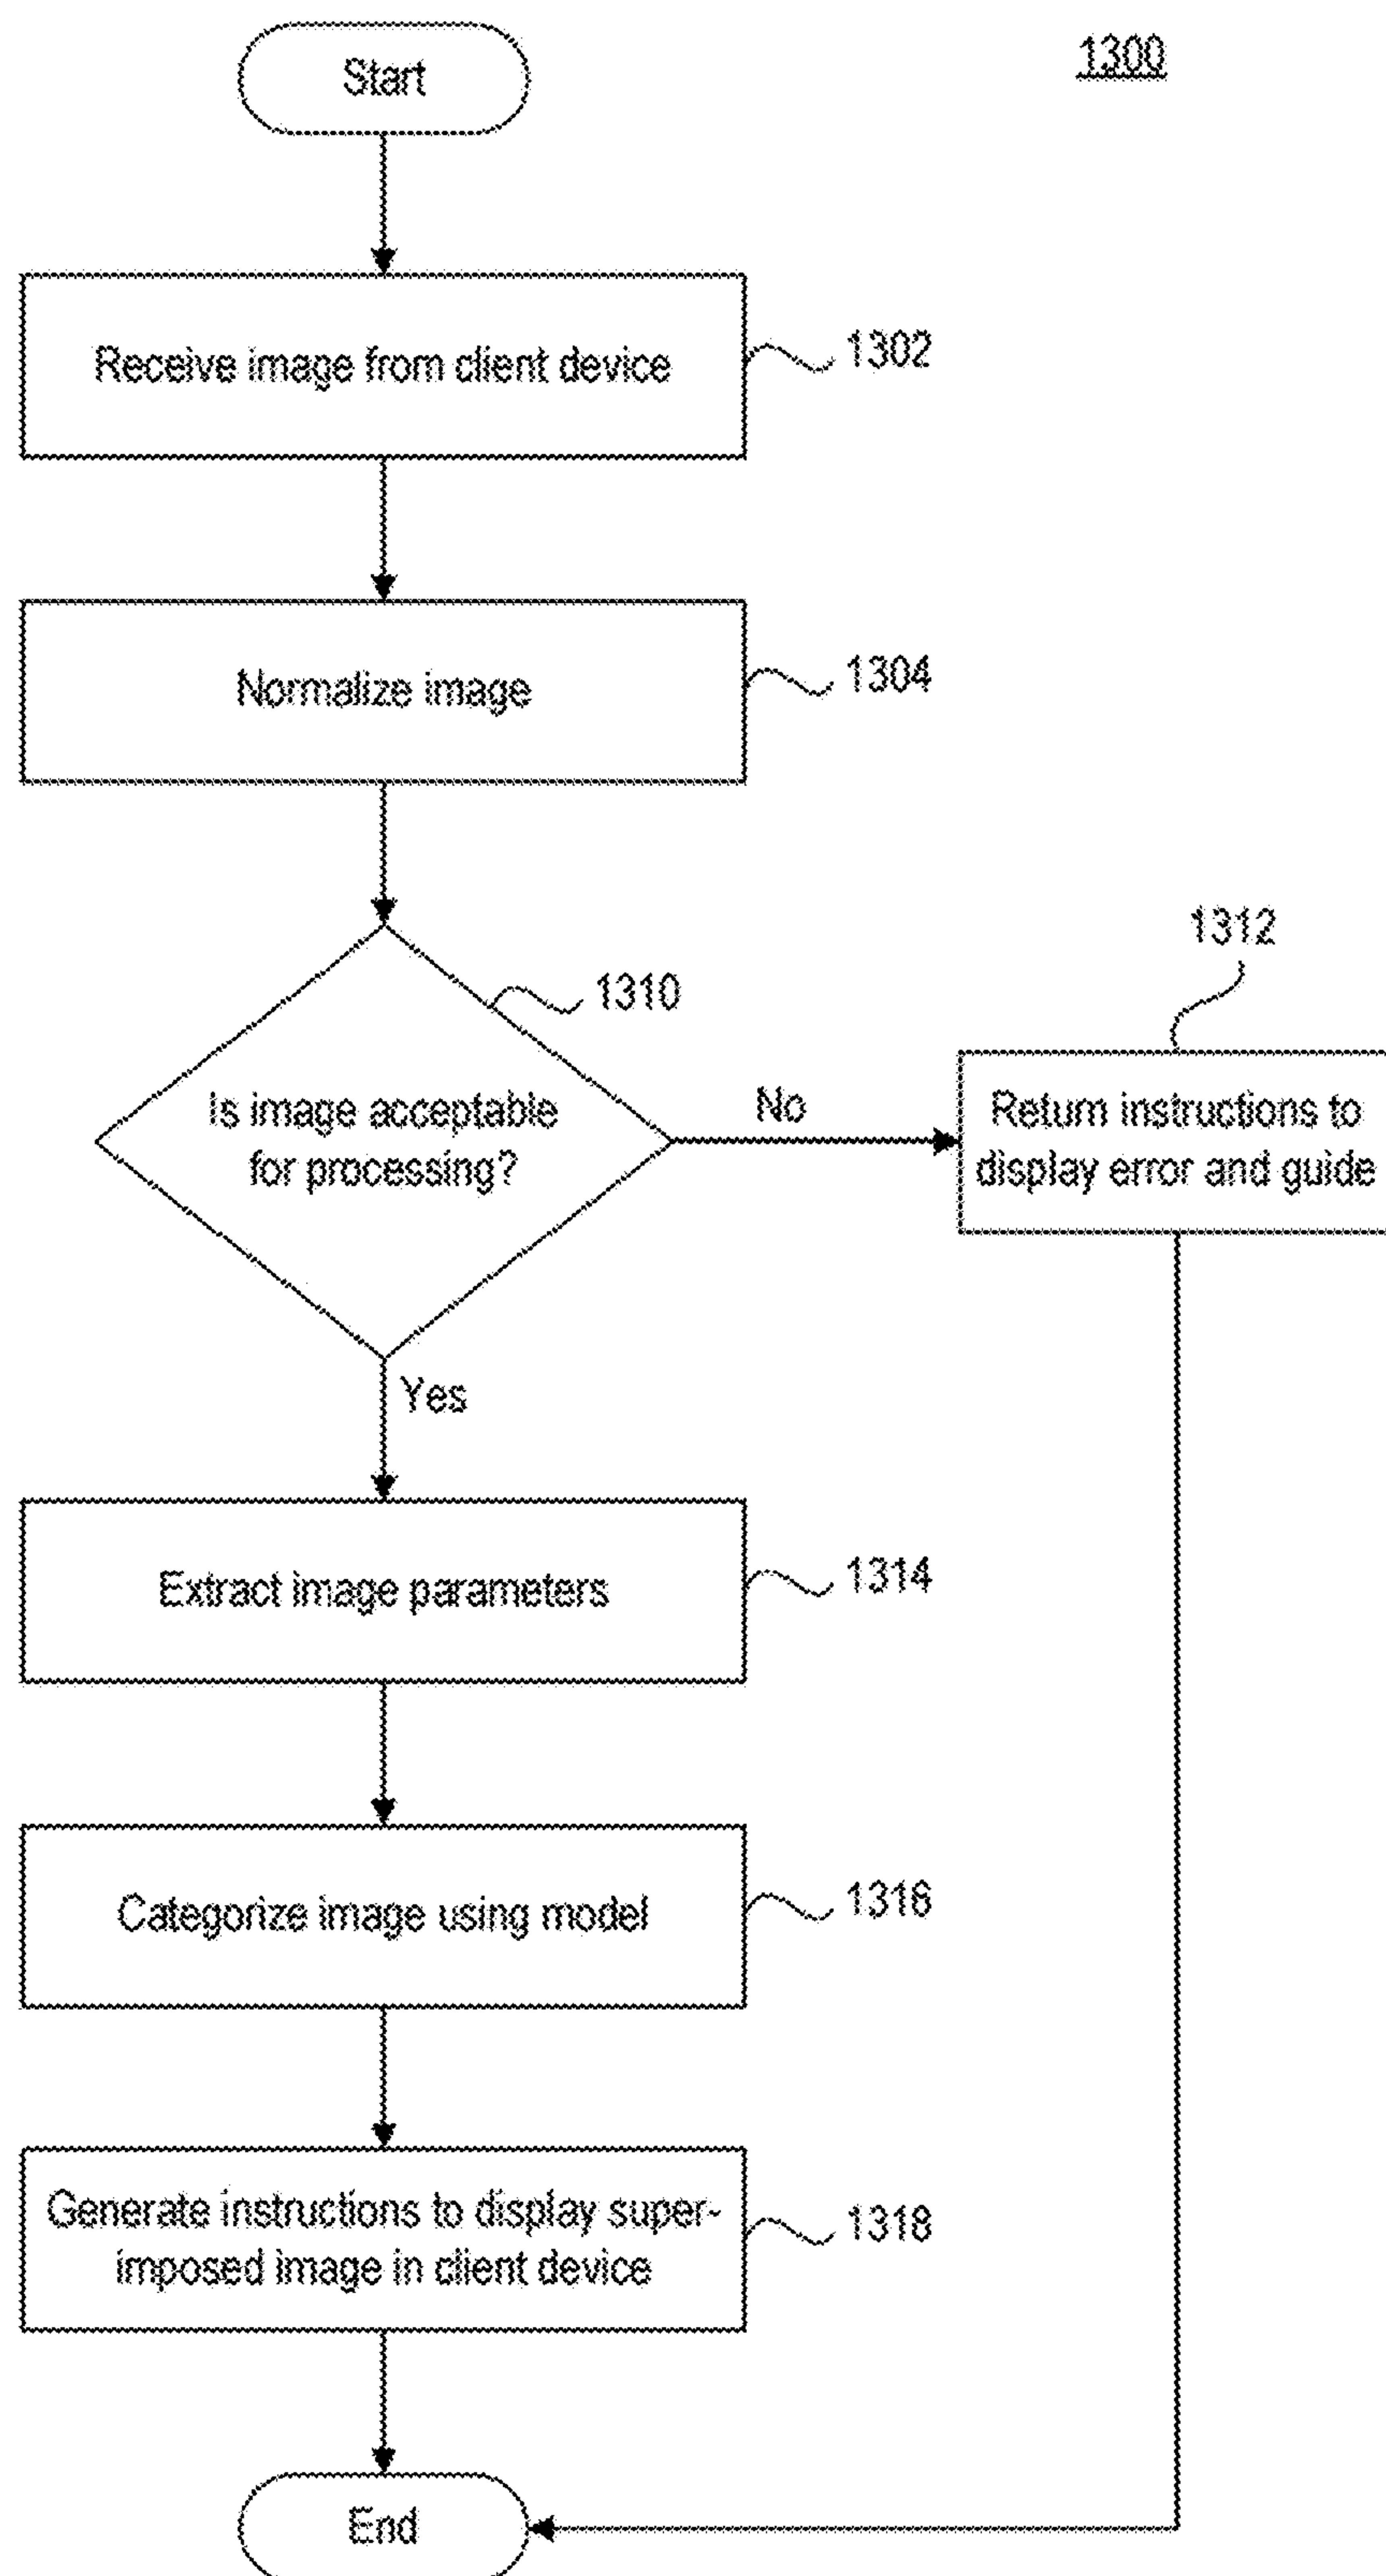 1300
Start
Receive image from client device
1302
Normalize image
1304
1310
Is image acceptable
for processing?
No
1312
Return instructions to
display error and guide
Yes
Extract image parameters
1314
Categorize image using model
1316
Generate instructions to display super-
imposed image in client device
1318
End